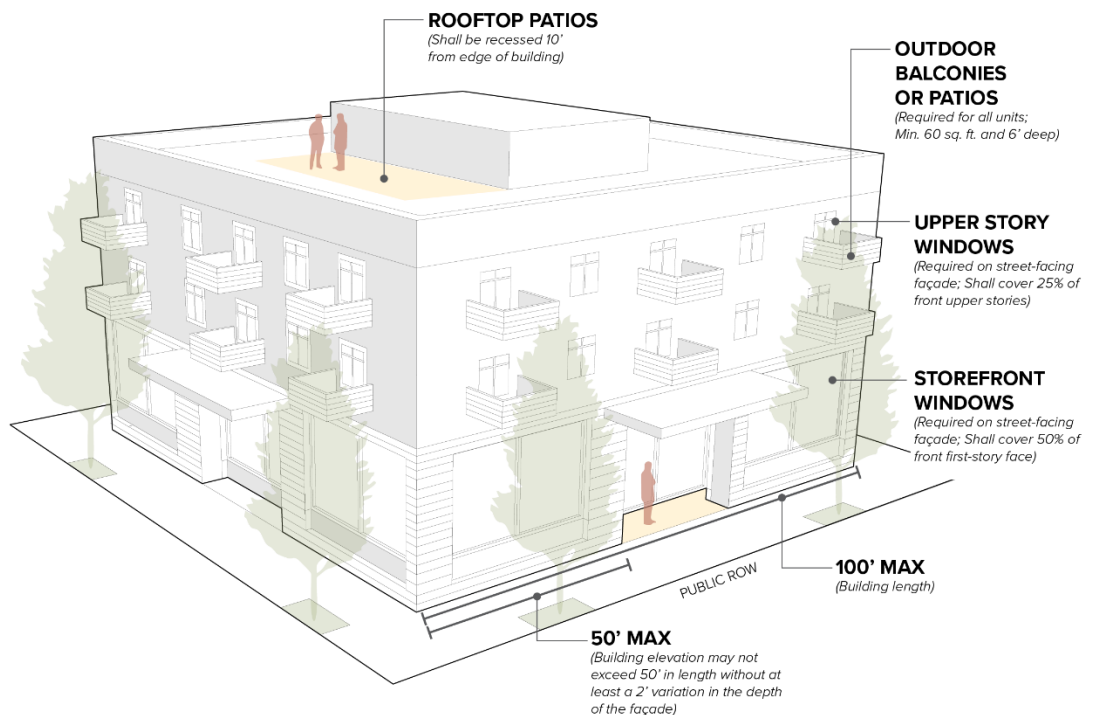 ROOFTOP PATIOS
(Shall be recessed 10’
from edge of building)
OUTDOOR
BALCONIES
OR PATIOS
(Required for all units;
Min. 60 sq. ft. and 6’ deep)
UPPER STORY
WINDOWS
(Required on street-facing
façade; Shall cover 25% of
front upper stories)
STOREFRONT
WINDOWS
(Required on street-facing
façade; Shall cover 50% of
front first-story face)
100’ MAX
(Building length)
PUBLIC ROW
50’ MAX
(Building elevation may not
exceed 50’ in length without at
least a 2’ variation in the depth
of the façade)